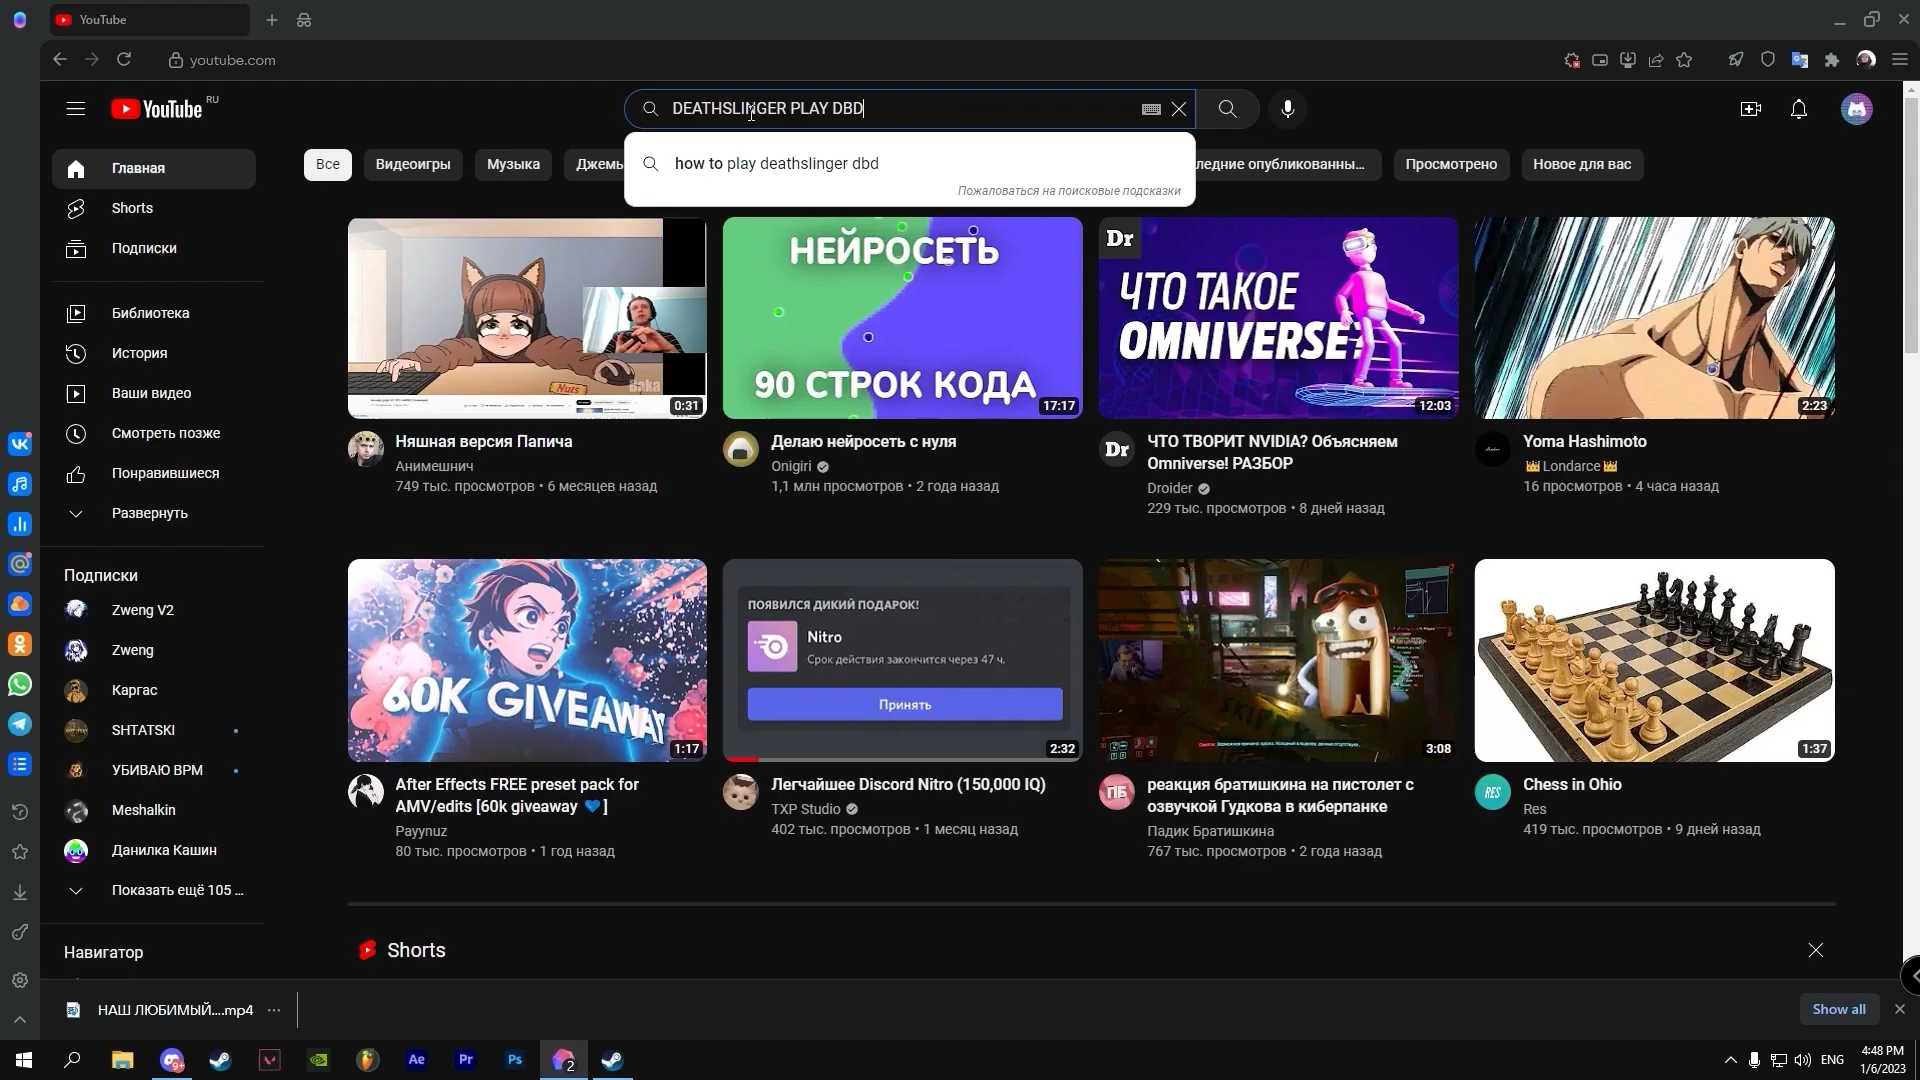 YouTube
youtube.com
YouTube RU
DEATHSLINGER PLAY DBD
how to play deathslinger dbd
Пожаловаться на поисковые подсказки
Все
Видеоигры
Музыка
Джемы
ледние опубликованны...
Просмотрено
Новое для вас
Главная
Shorts
Подписки
Библиотека
История
Ваши видео
Смотреть позже
Понравившиеся
Развернуть
Подписки
Zweng V2
Zweng
Каргас
SHTATSKI
УБИВАЮ ВРМ
Meshalkin
Данилка Кашин
Показать ещё 105 ...
Навигатор
Nuts
Baka
0:31
Няшная версия Папича
Анимешнич
749 тыс. просмотров • 6 месяцев назад
НЕЙРОСЕТЬ
90 СТРОК КОДА
17:17
Делаю нейросеть с нуля
Onigiri
1,1 млн просмотров • 2 года назад
Dr
ЧТО ТАКОЕ
OMNIVERSE?
12:03
Dr
ЧТО ТВОРИТ NVIDIA? Объясняем
Omniverse! РАЗБОР
Droider
229 тыс. просмотров • 8 дней назад
2:23
Yoma Hashimoto
👑Londarce👑
16 просмотров • 4 часа назад
60K GIVEAWAY
1:17
After Effects FREE preset pack for
AMV/edits [60k giveaway 💙]
Payynuz
80 тыс. просмотров • 1 год назад
ПОЯВИЛСЯ ДИКИЙ ПОДАРОК!
Nitro
Срок действия закончится через 47 ч.
Принять
2:32
Легчайшее Discord Nitro (150,000 IQ)
TXP Studio
402 тыс. просмотров • 1 месяц назад
3:08
ПБ
реакция братишкина на пистолет с
озвучкой Гудкова в киберпанке
Падик Братишкина
767 тыс. просмотров • 2 года назад
1:37
RES
Chess in Ohio
Res
419 тыс. просмотров • 9 дней назад
Shorts
НАШ ЛЮБИМЫЙ....mp4
Show all
9+
Ae
Pr
Ps
2
ENG
4:48 PM
1/6/2023